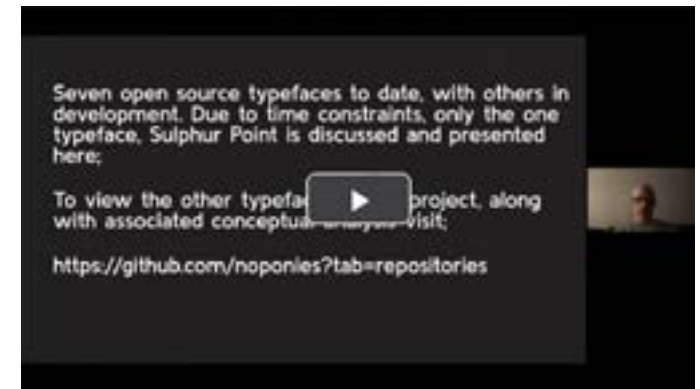 Seven open source typefaces to date, with others in
development. Due to time constraints, only the one
typeface, Sulphur Point is discussed and presented
here;
To view the other project, along
with associated visit;
https://github.com/noponies?tab=repositories